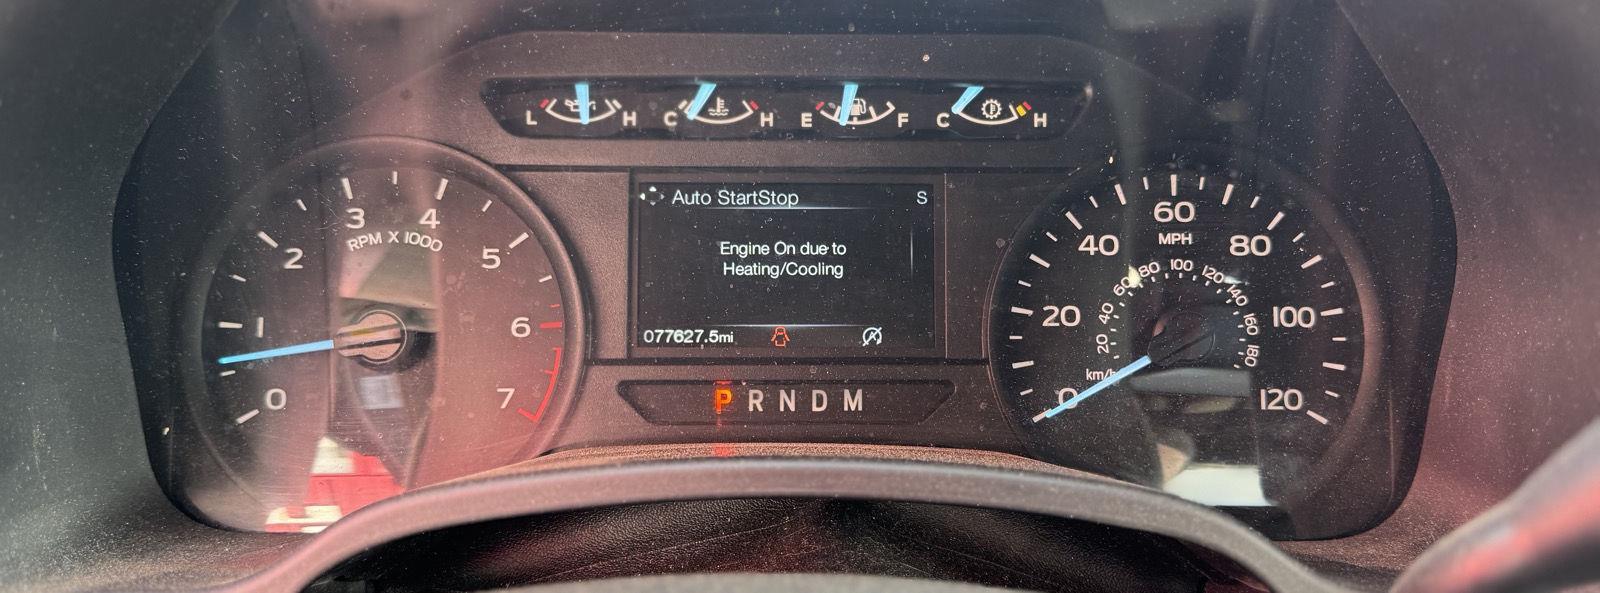 L H C H E F C H
Auto StartStop S
Engine On due to
Heating/Cooling
077627.5mi
P R N D M
0 1 2 3 4 5 6 7
RPM X 1000
0 20 40 60 80 100 120
MPH
20 40 60 80 100 120 140 160 180
km/h